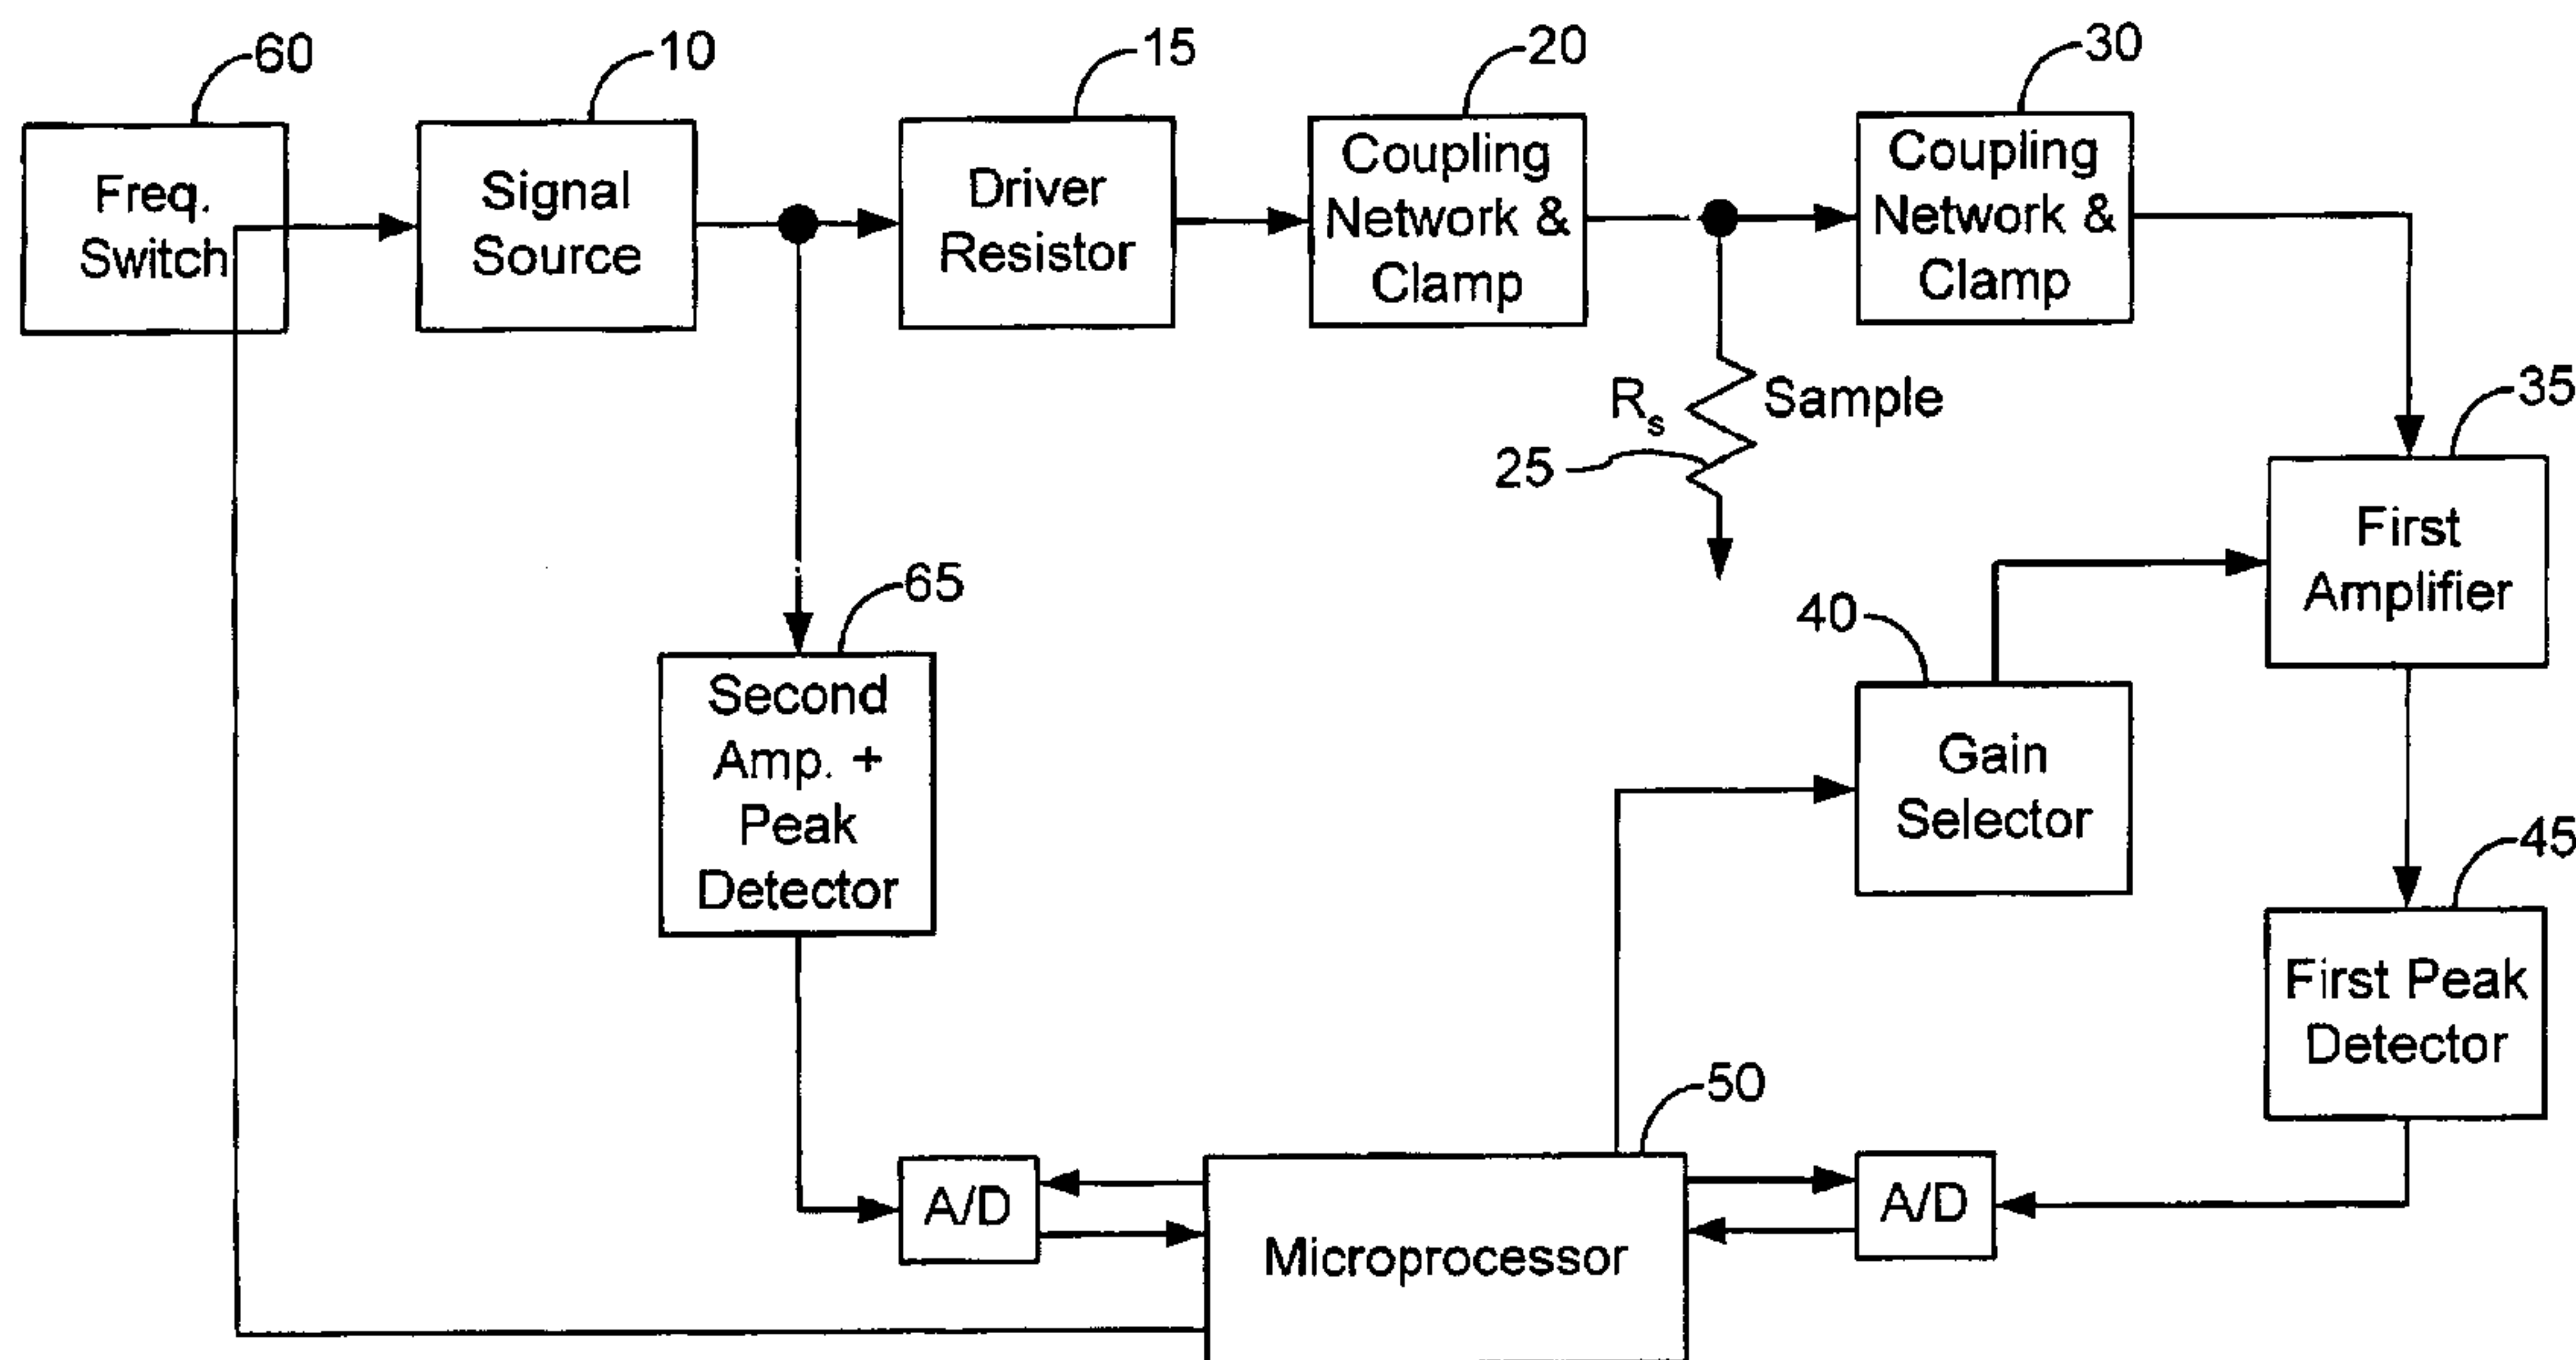 60
10
15
20
30
Freq.
Switch
Signal
Source
Driver
Resistor
Coupling
Network &
Clamp
Coupling
Network &
Clamp
Rs
Sample
25
35
First
Amplifier
65
Second
Amp. +
Peak
Detector
40
Gain
Selector
45
First Peak
Detector
50
A/D
Microprocessor
A/D